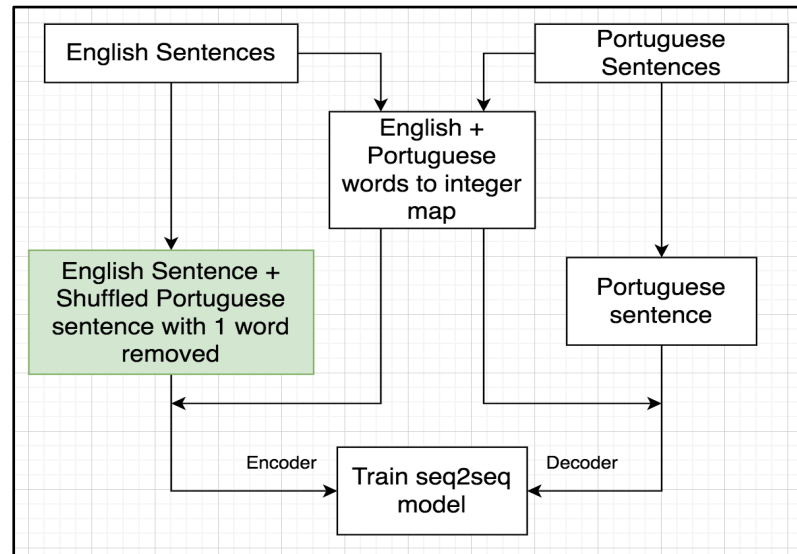 English Sentences
Portuguese
Sentences
English +
Portuguese
words to integer
map
English Sentence +
Shuffled Portuguese
sentence with 1 word
removed
Portuguese
sentence
Encoder
Train seq2seq
model
Decoder